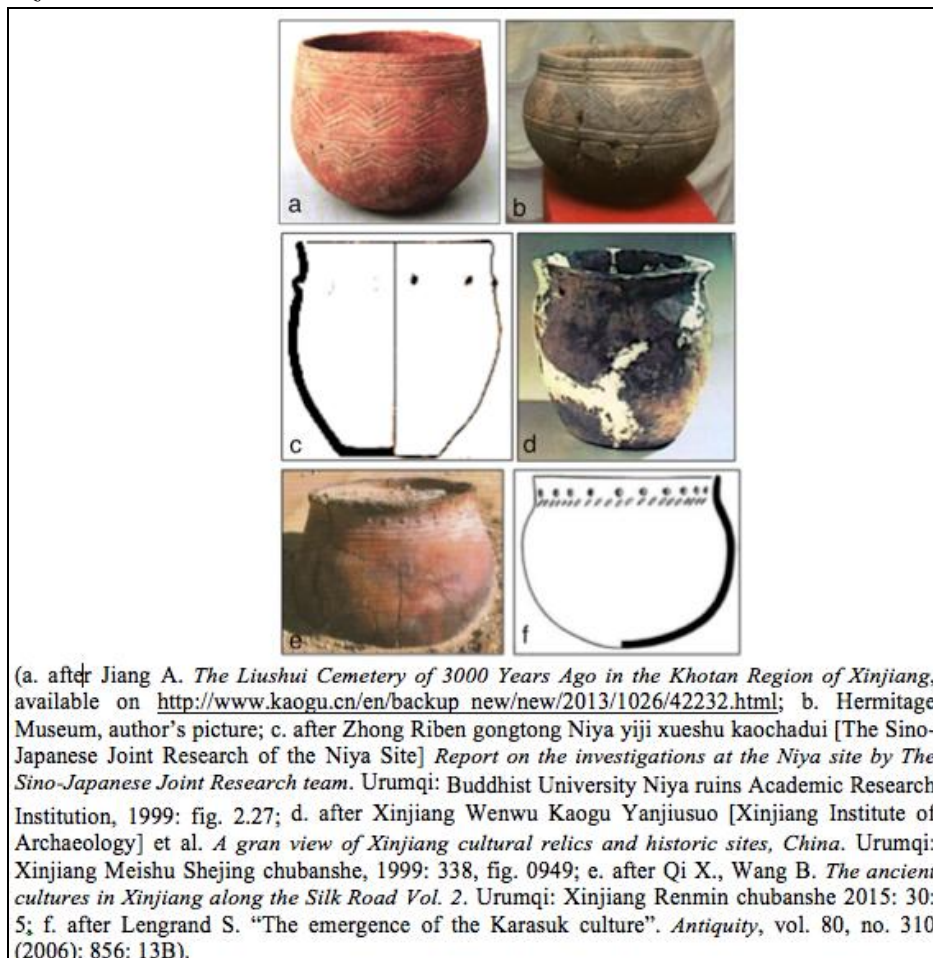 a
b
c
d
e
f
(a. after Jiang A. The Liushui Cemetery of 3000 Years Ago in the Khotan Region of Xinjiang,
available on http://www.kaogu.cn/en/backup_new/new/2013/1026/42232.html; b. Hermitage
Museum, author's picture; c. after Zhong Riben gongtong Niya yiji xueshu kaochadui [The Sino-
Japanese Joint Research of the Niya Site] Report on the investigations at the Niya site by The
Sino-Japanese Joint Research team. Urumqi: Buddhist University Niya ruins Academic Research
Institution, 1999: fig. 2.27; d. after Xinjiang Wenwu Kaogu Yanjiusuo [Xinjiang Institute of
Archaeology] et al. A gran view of Xinjiang cultural relics and historic sites, China. Urumqi:
Xinjiang Meishu Shejing chubanshe, 1999: 338, fig. 0949; e. after Qi X., Wang B. The ancient
cultures in Xinjiang along the Silk Road Vol. 2. Urumqi: Xinjiang Renmin chubanshe 2015: 30:
5; f. after Lengrand S. “The emergence of the Karasuk culture”. Antiquity, vol. 80, no. 310
(2006): 856: 13B).